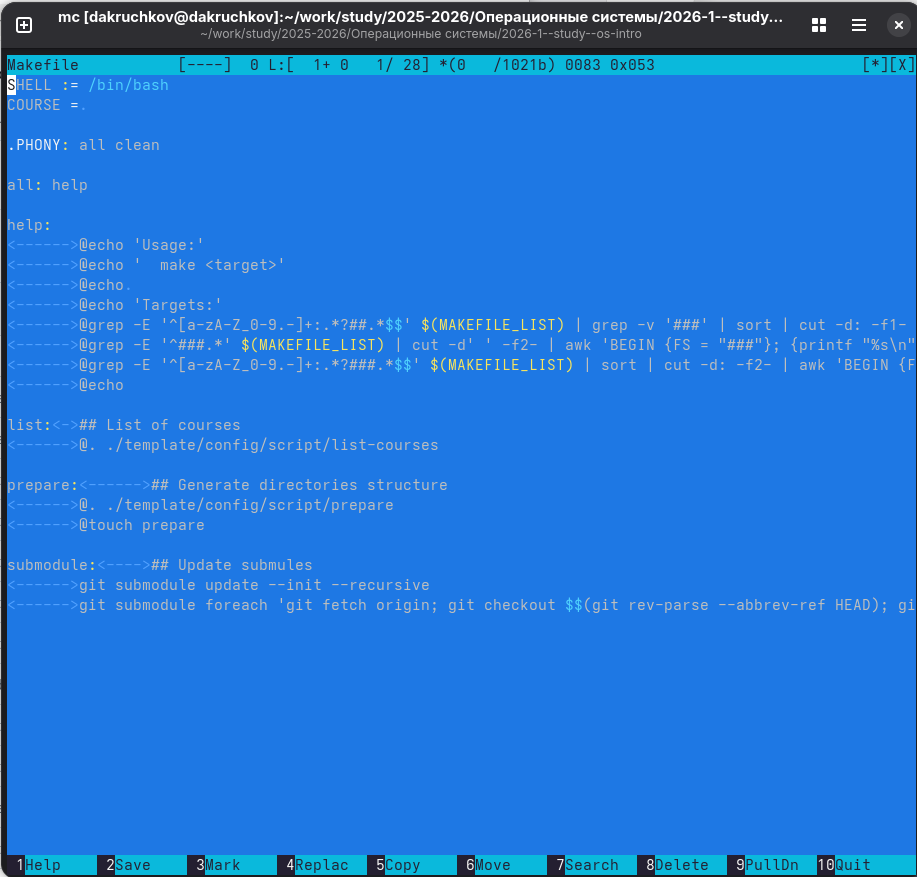 mc [dakruchkov@dakruchkov]:~/work/study/2025-2026/Операционные системы/2026-1--study...
~/work/study/2025-2026/Операционные системы/2026-1--study--os-intro
Makefile           [----]  0 L:[  1+ 0   1/ 28] *(0   /1021b) 0083 0x053                       [*][X]
SHELL := /bin/bash
COURSE =.
.PHONY: all clean
all: help
help:
<------>@echo 'Usage:'
<------>@echo '  make <target>'
<------>@echo.
<------>@echo 'Targets:'
<------>@grep -E '^[a-zA-Z_0-9.-]+:.*?##.*$$' $(MAKEFILE_LIST) | grep -v '###' | sort | cut -d: -f1-
<------>@grep -E '^###.*' $(MAKEFILE_LIST) | cut -d' ' -f2- | awk 'BEGIN {FS = "###"}; {printf "%s\n"
<------>@grep -E '^[a-zA-Z_0-9.-]+:.*?###.*$$' $(MAKEFILE_LIST) | sort | cut -d: -f2- | awk 'BEGIN {F
<------>@echo
list:<->## List of courses
<------>@. ./template/config/script/list-courses
prepare:<------>## Generate directories structure
<------>@. ./template/config/script/prepare
<------>@touch prepare
submodule:<---->## Update submules
<------>git submodule update --init --recursive
<------>git submodule foreach 'git fetch origin; git checkout $$(git rev-parse --abbrev-ref HEAD); gi
1Help 2Save 3Mark 4Replac 5Copy 6Move 7Search 8Delete 9PullDn 10Quit